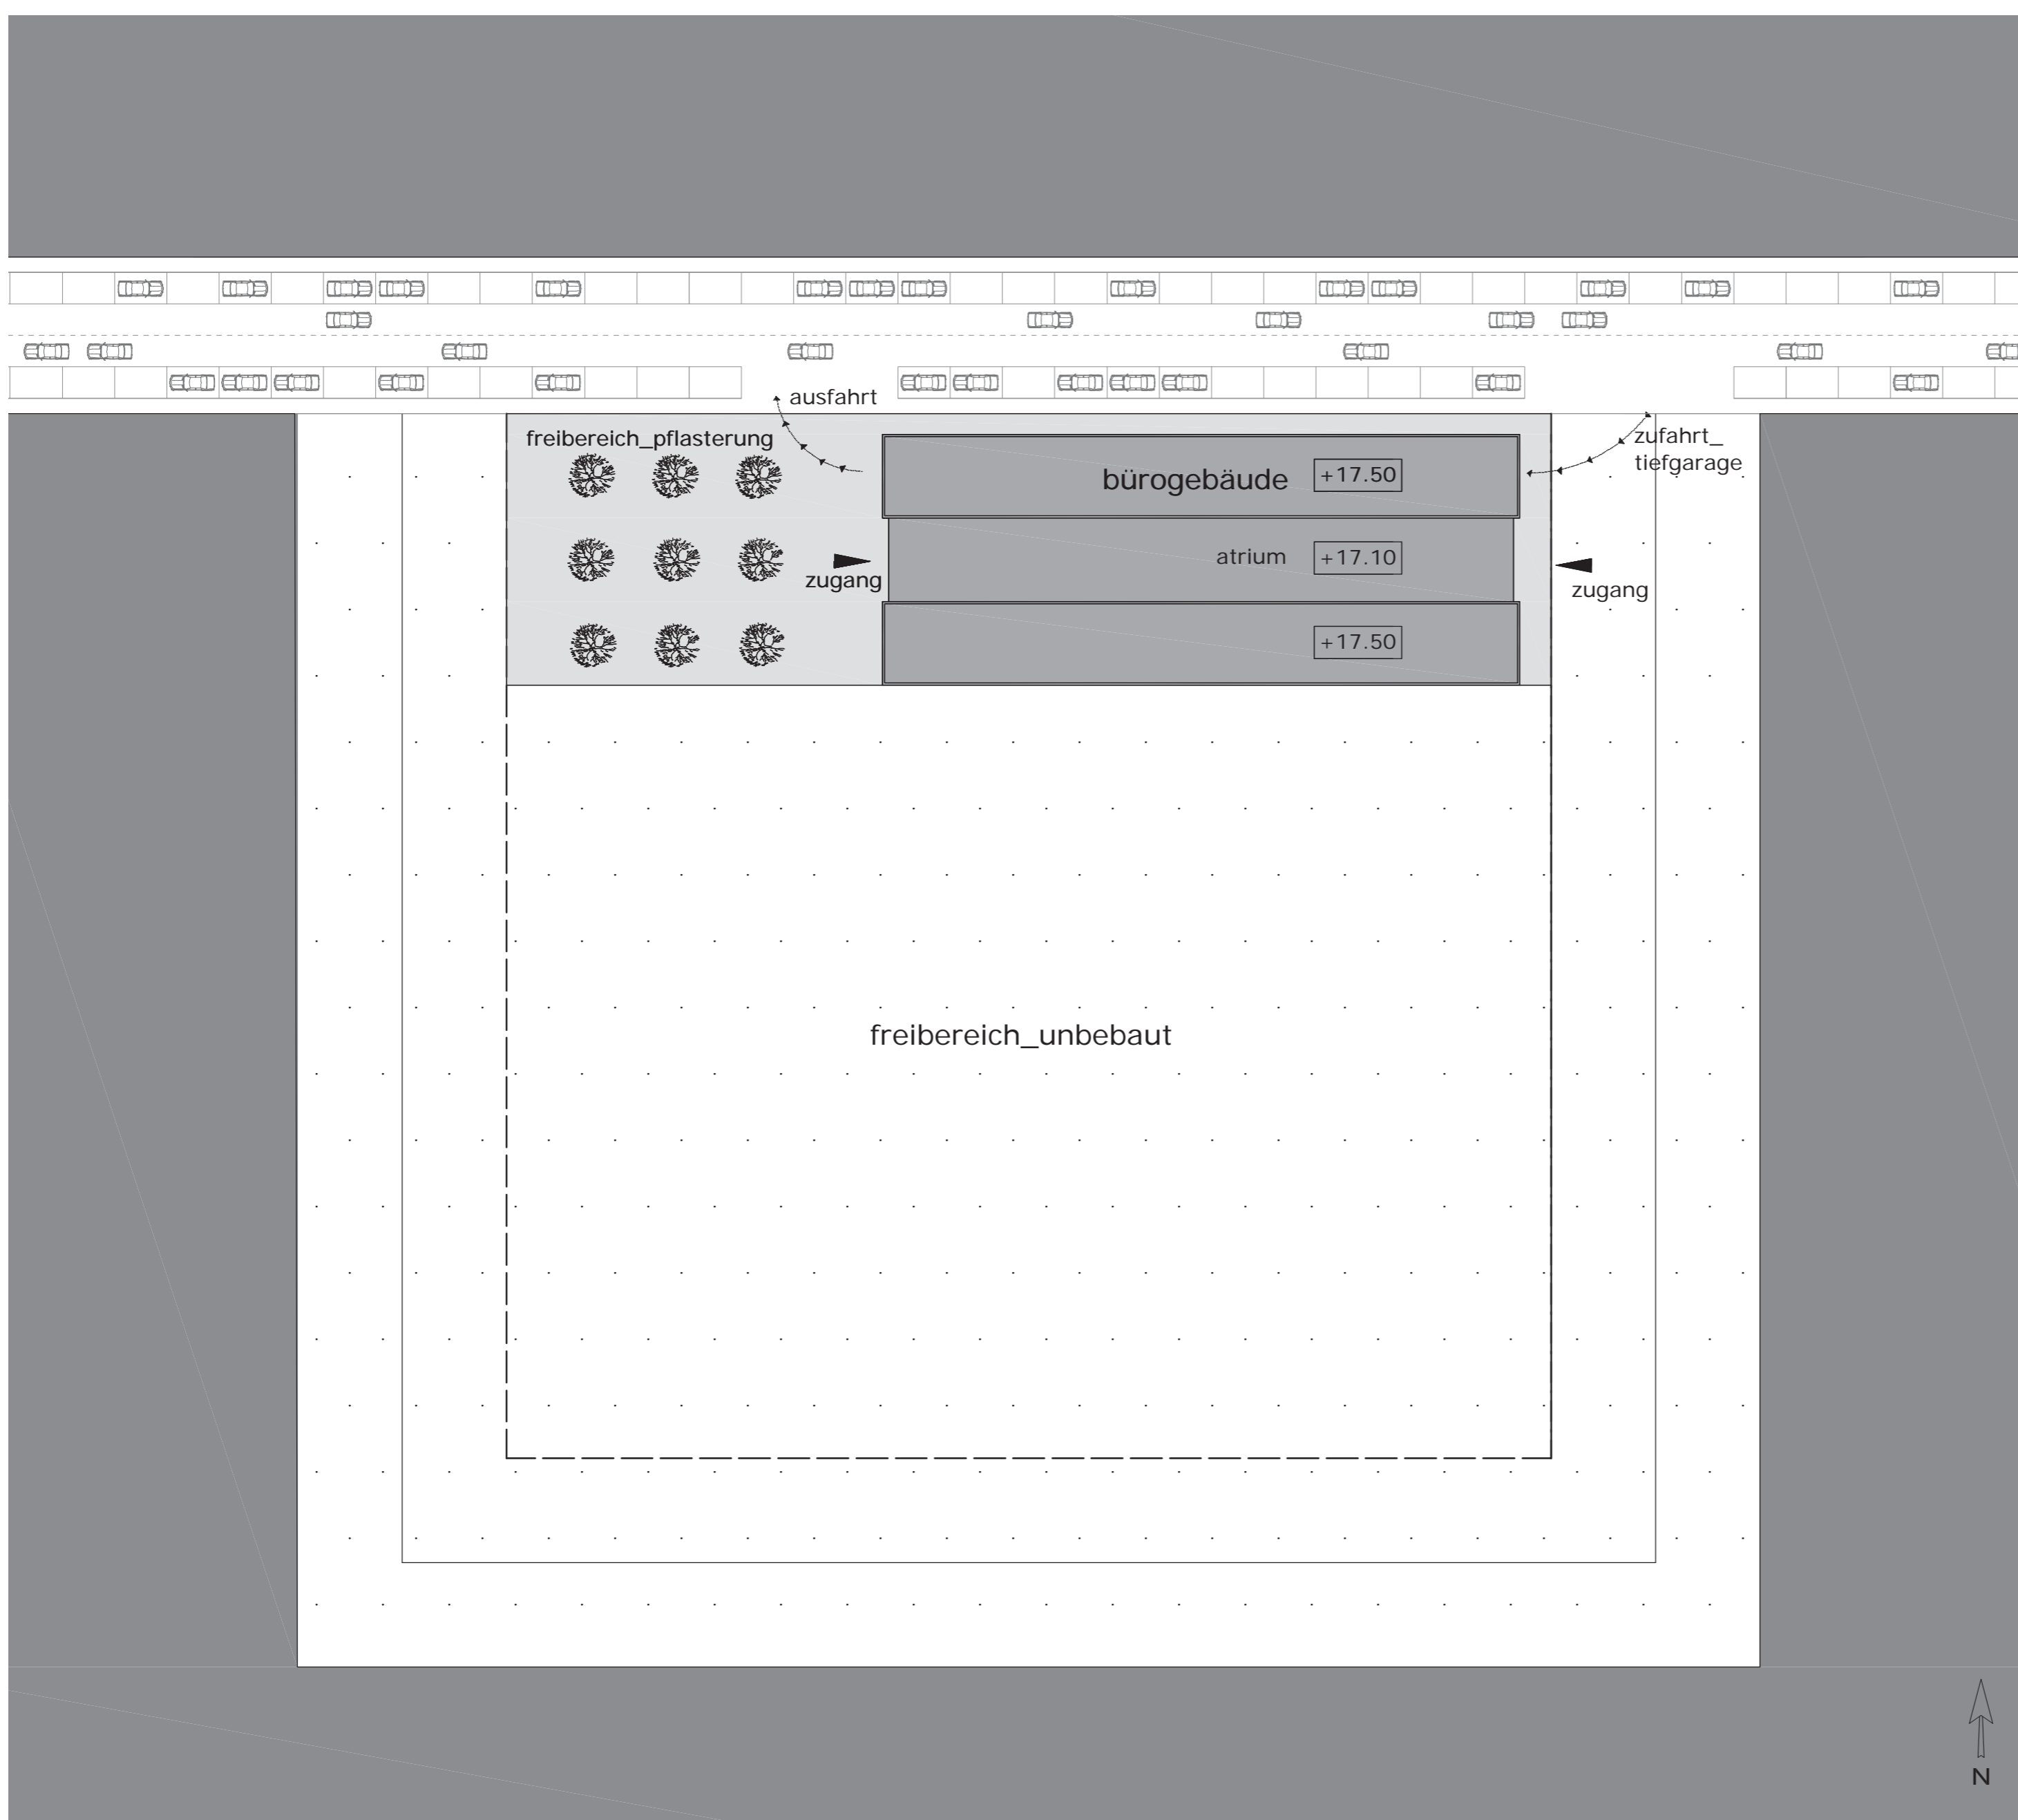 ausfahrt
freibereich_pflasterung
zufahrt_
tiefgarage
bürogebäude +17.50
atrium +17.10
zugang
zugang
+17.50
freibereich_unbebaut
N